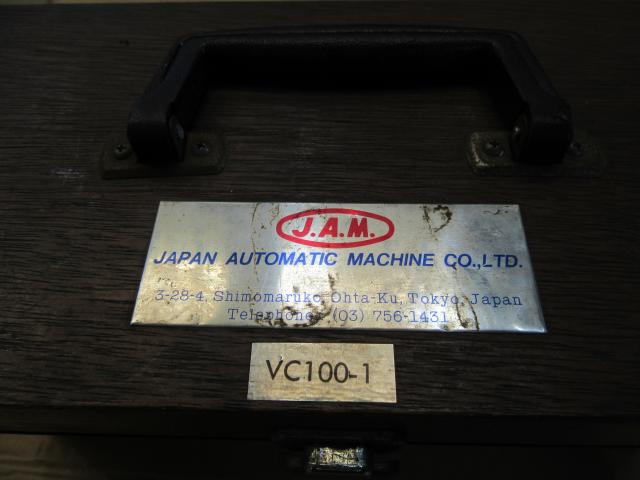 J.A.M.
JAPAN AUTOMATIC MACHINE CO.,LTD.
3-28-4, Shimomaruko, Ohta-Ku, Tokyo, Japan
Telephone: (03) 756-1431
VC100-1